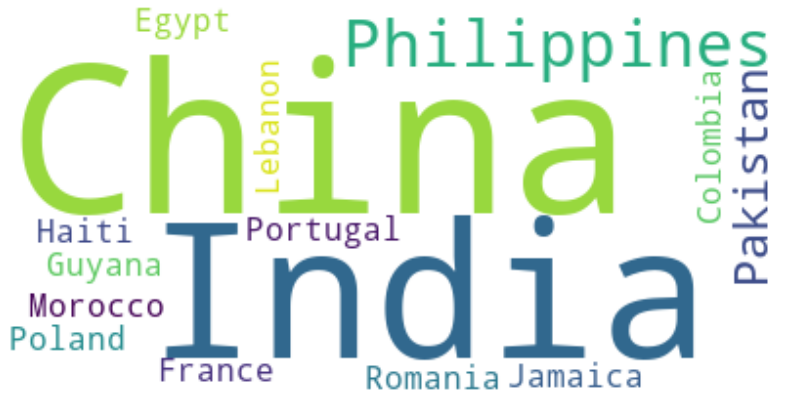 Egypt
Philippines
China
Lebanon
Colombia
Pakistan
Haiti
Portugal
India
Guyana
Morocco
Poland
France
Romania
Jamaica